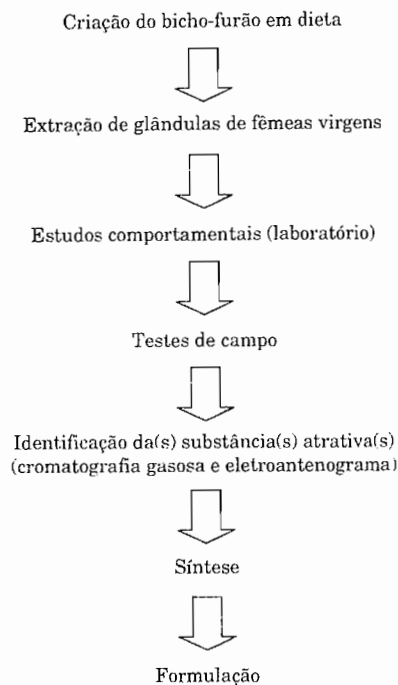 Criação do bicho-furão em dieta
Extração de glândulas de fêmeas virgens
Estudos comportamentais (laboratório)
Testes de campo
Identificação da(s) substância(s) atrativa(s)
(cromatografia gasosa e eletroantenograma)
Síntese
Formulação